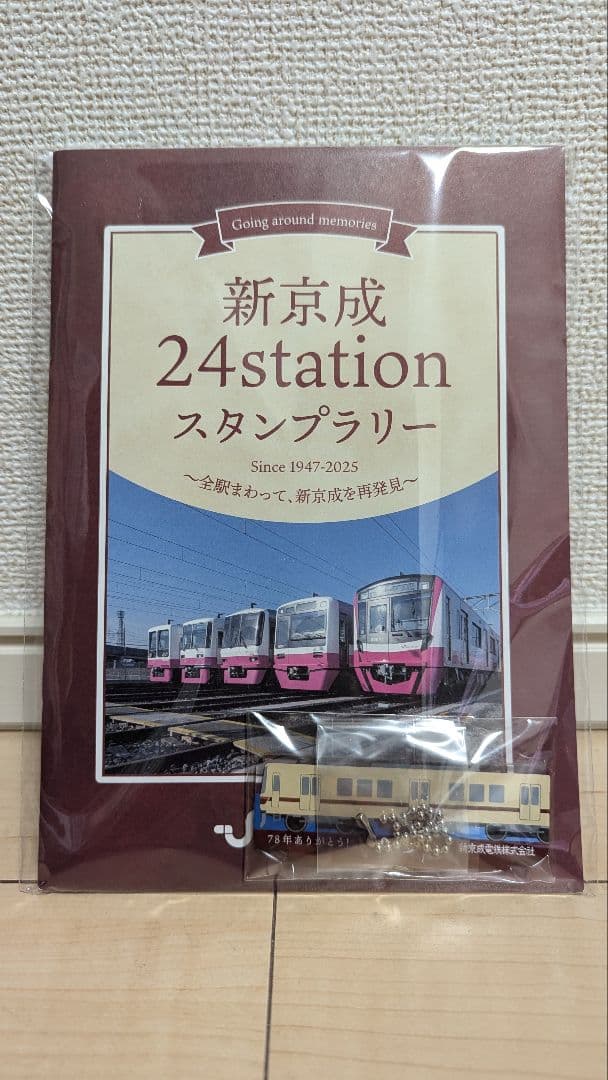 Going around memories
新京成
24station
スタンプラリー
Since 1947-2025
〜全駅まわって、新京成を再発見〜
78年ありがとう!
新京成電鉄株式会社